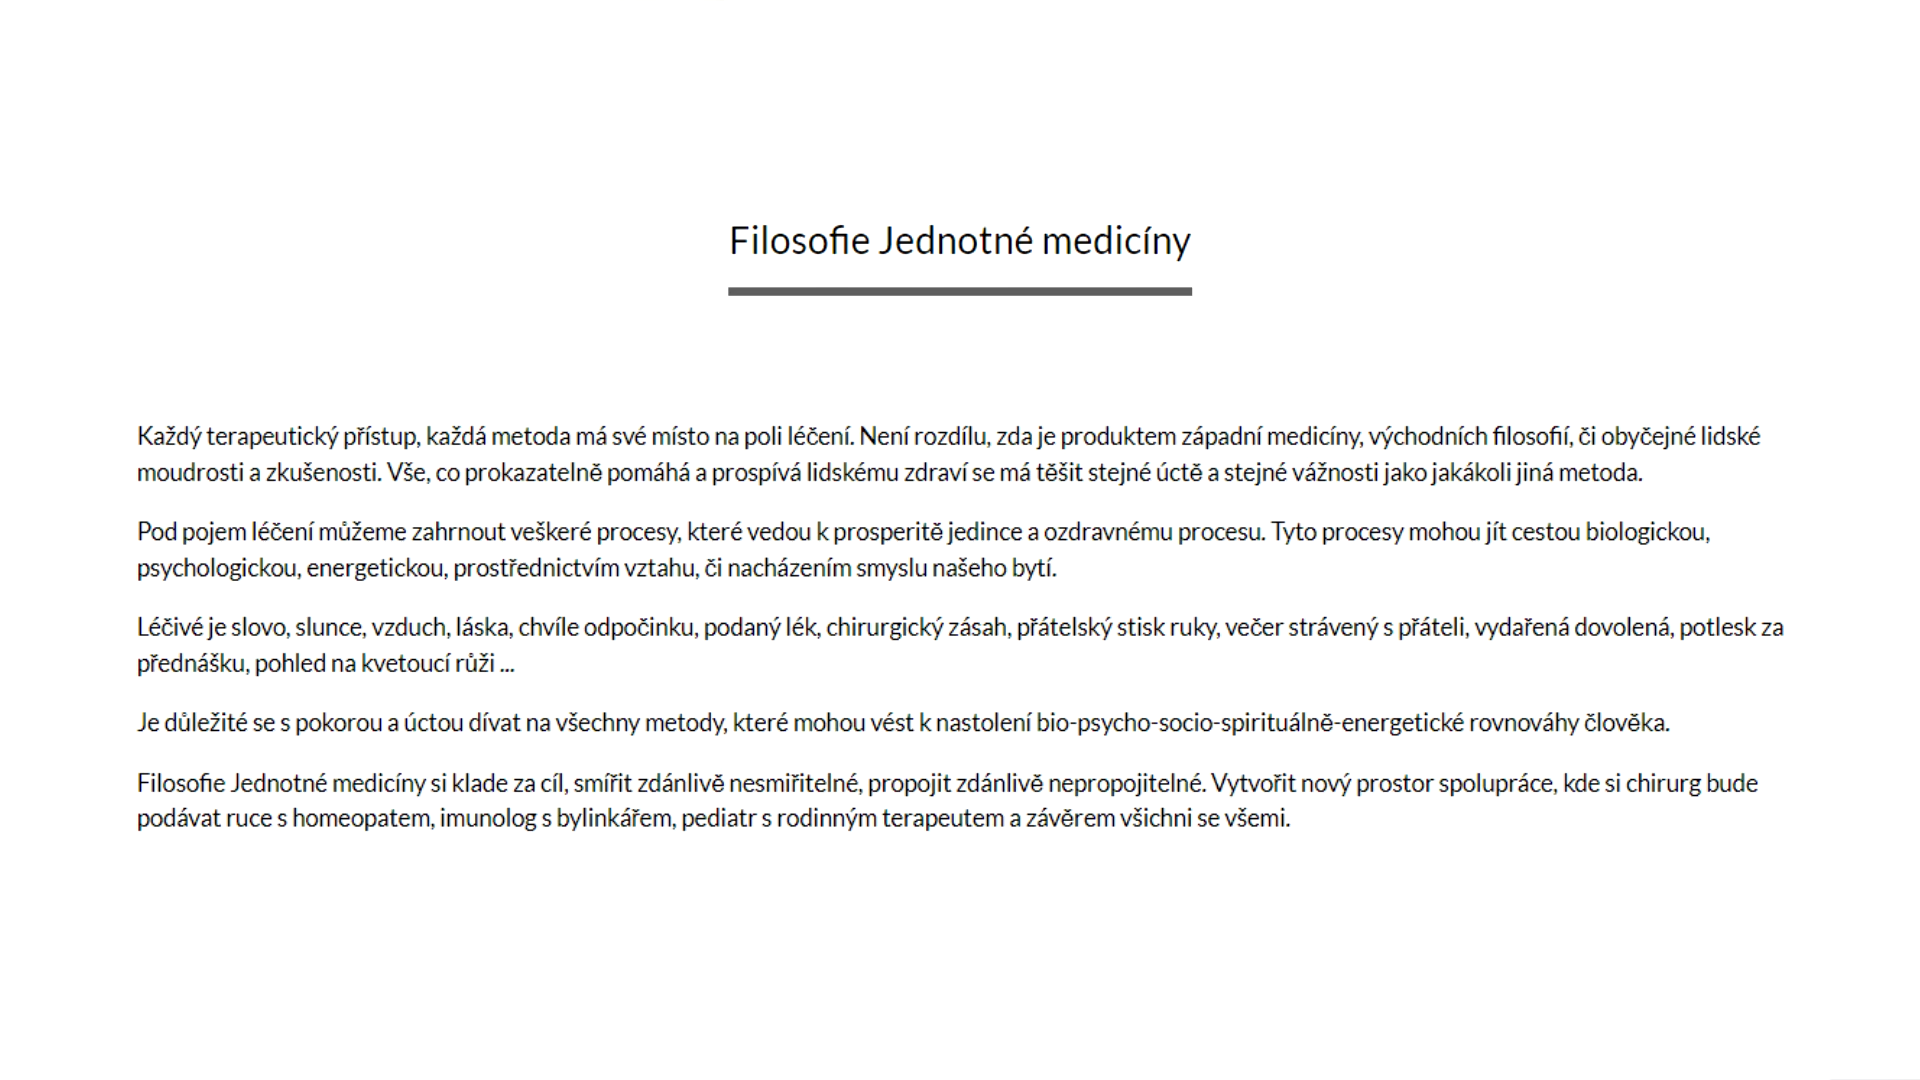 Filosofie Jednotné medicíny
Každý terapeutický přístup, každá metoda má své místo na poli léčení. Není rozdílu, zda je produktem západní medicíny, východních filosofií, či obyčejné lidské
moudrosti a zkušenosti. Vše, co prokazatelně pomáhá a prospívá lidskému zdraví se má těšit stejné úctě a stejné vážnosti jako jakákoli jiná metoda.
Pod pojem léčení můžeme zahrnout veškeré procesy, které vedou k prosperitě jedince a ozdravnému procesu. Tyto procesy mohou jít cestou biologickou,
psychologickou, energetickou, prostřednictvím vztahu, či nacházením smyslu našeho bytí.
Léčivé je slovo, slunce, vzduch, láska, chvíle odpočinku, podaný lék, chirurgický zásah, přátelský stisk ruky, večer strávený s přáteli, vydařená dovolená, potlesk za
přednášku, pohled na kvetoucí růži ...
Je důležité se s pokorou a úctou dívat na všechny metody, které mohou vést k nastolení bio-psycho-socio-spirituálně-energetické rovnováhy člověka.
Filosofie Jednotné medicíny si klade za cíl, smířit zdánlivě nesmiřitelné, propojit zdánlivě nepropojitelné. Vytvořit nový prostor spolupráce, kde si chirurg bude
podávat ruce s homeopatem, imunolog s bylinkářem, pediatr s rodinným terapeutem a závěrem všichni se všemi.